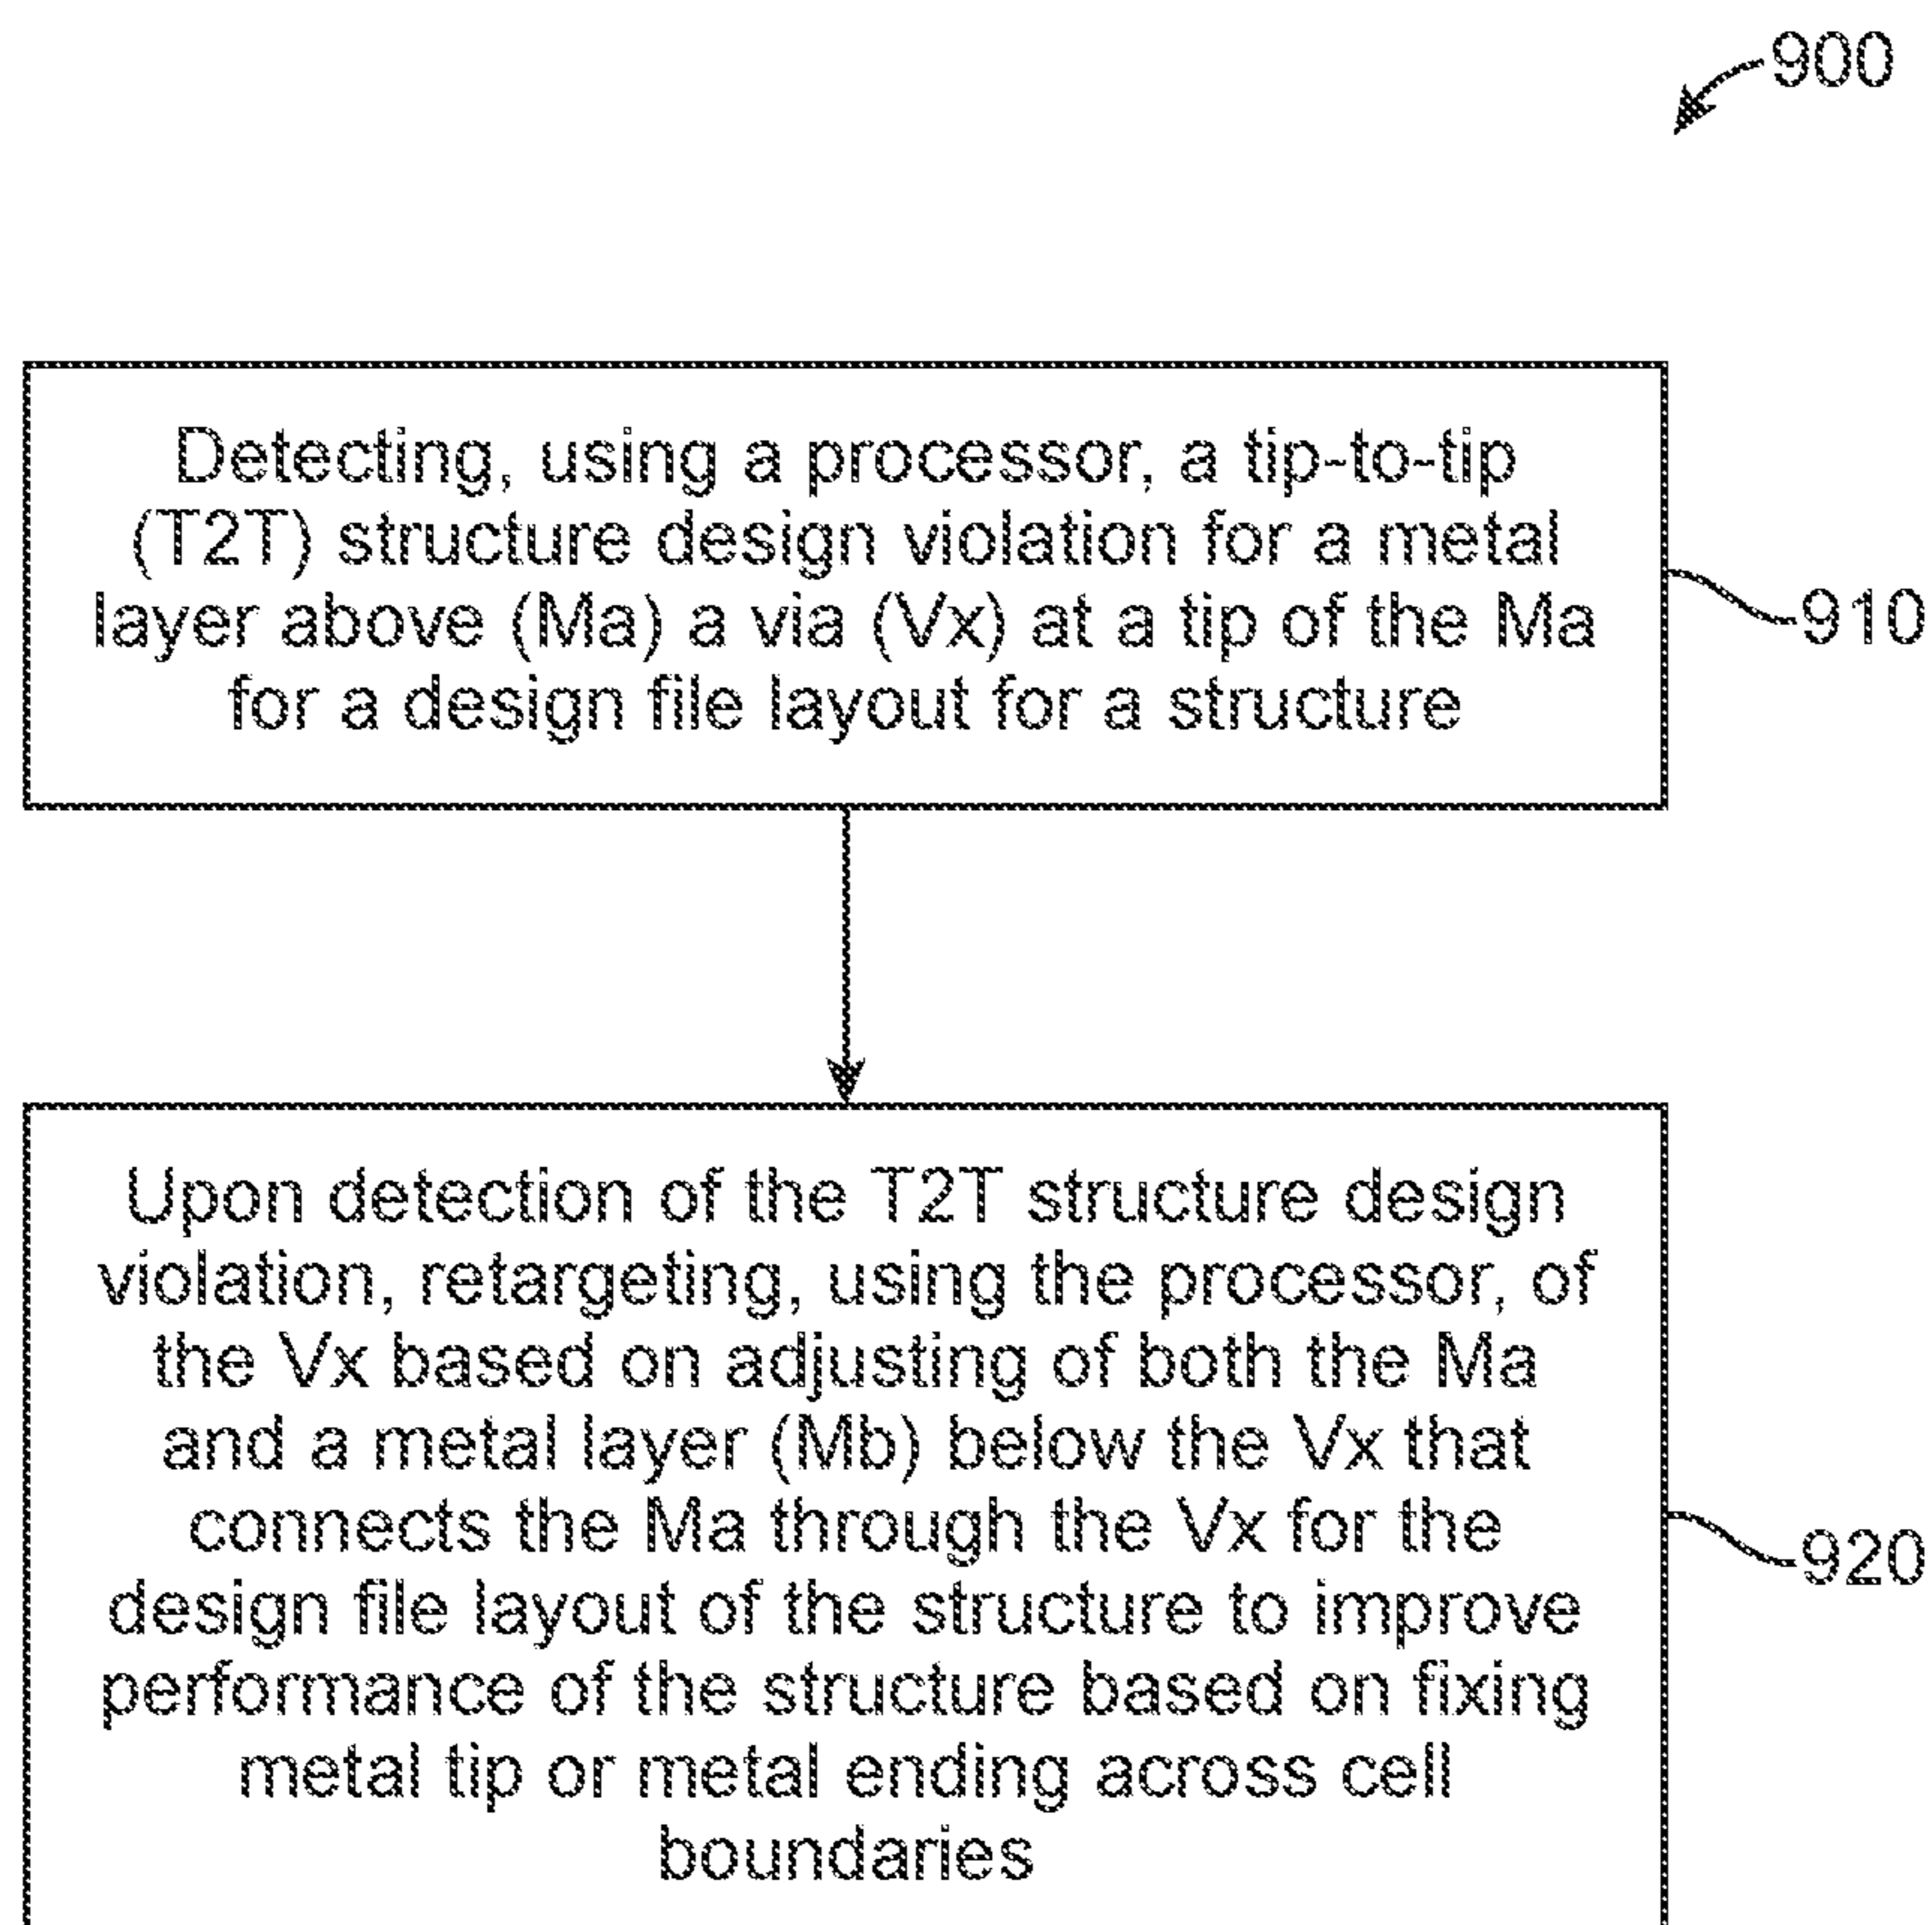 900
Detecting, using a processor, a tip-to-tip
(T2T) structure design violation for a metal
layer above (Ma) a via (Vx) at a tip of the Ma
for a design file layout for a structure
910
Upon detection of the T2T structure design
violation, retargeting, using the processor, of
the Vx based on adjusting of both the Ma
and a metal layer (Mb) below the Vx that
connects the Ma through the Vx for the
design file layout of the structure to improve
performance of the structure based on fixing
metal tip or metal ending across cell
boundaries
920